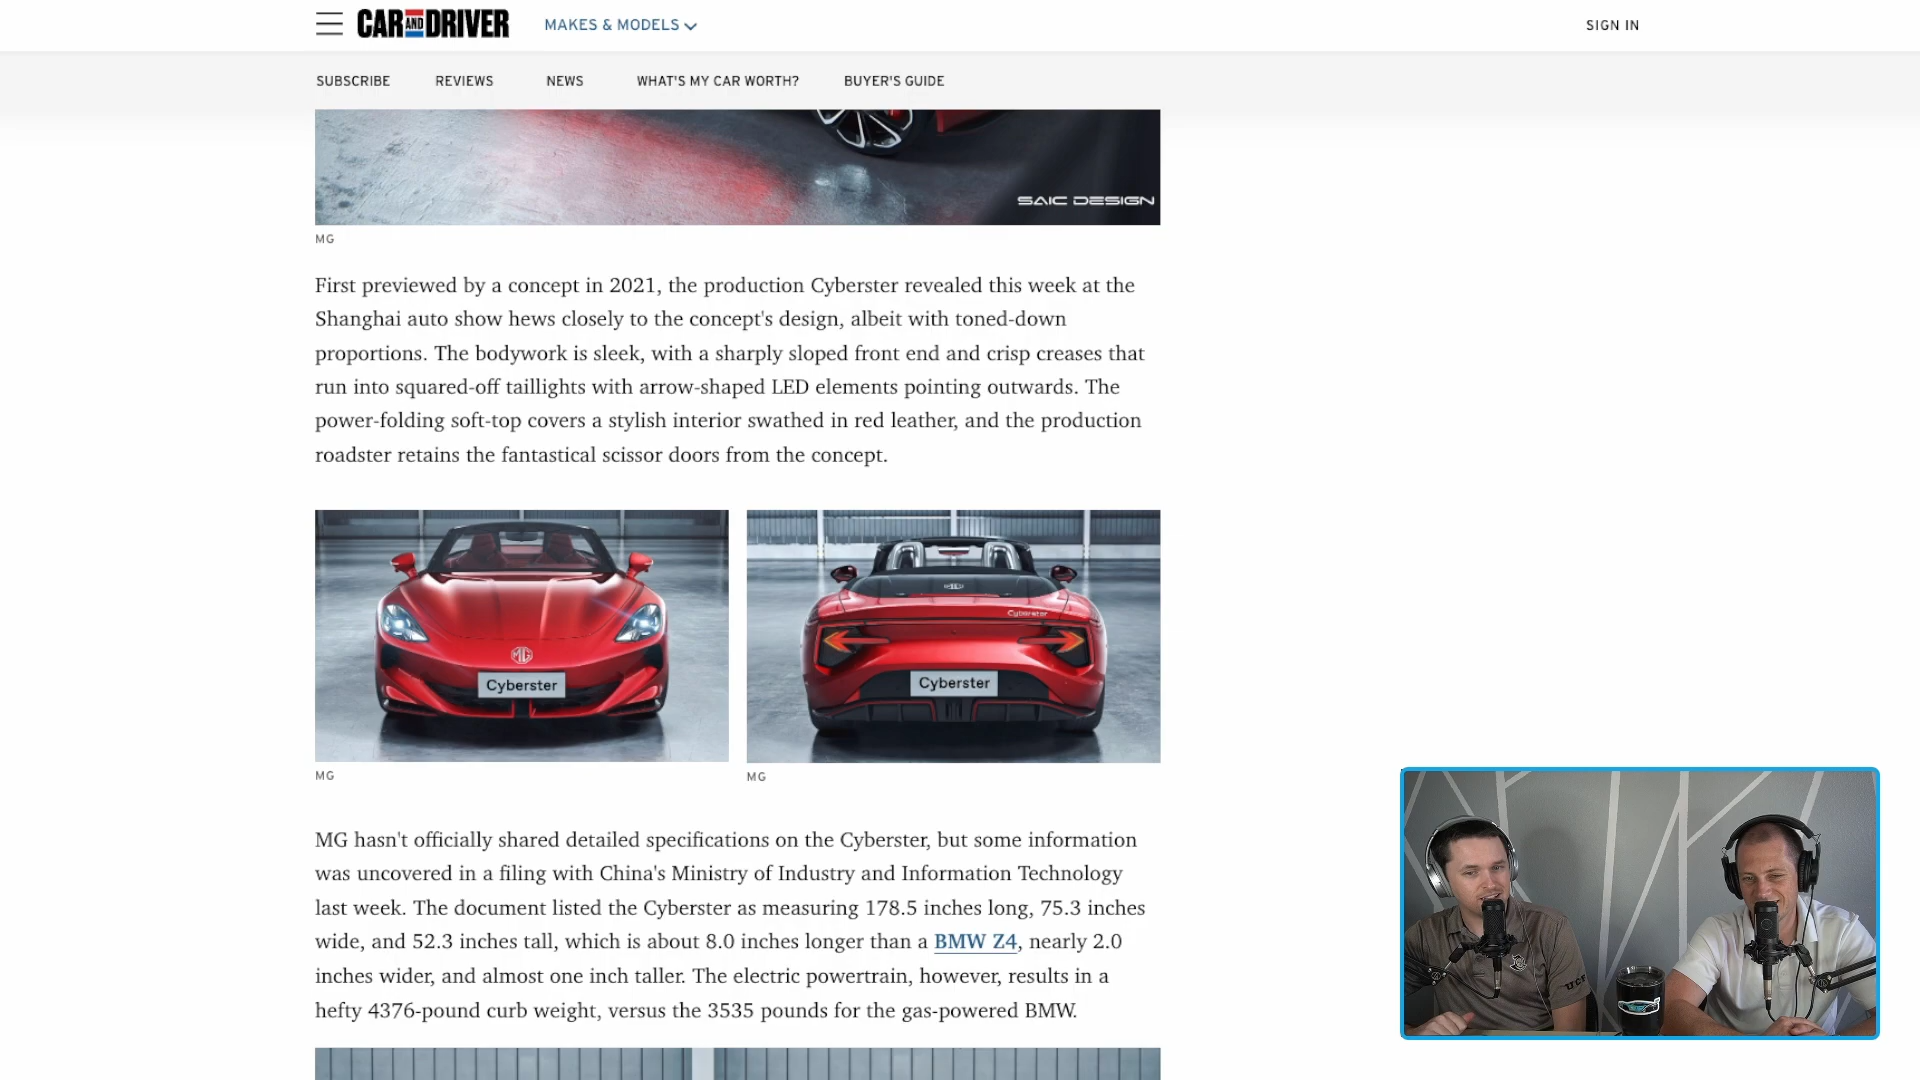 CAR AND DRIVER
MAKES & MODELS
SIGN IN
SUBSCRIBE
REVIEWS
NEWS
WHAT'S MY CAR WORTH?
BUYER'S GUIDE
SAIC DESIGN
MG
First previewed by a concept in 2021, the production Cyberster revealed this week at the
Shanghai auto show hews closely to the concept's design, albeit with toned-down
proportions. The bodywork is sleek, with a sharply sloped front end and crisp creases that
run into squared-off taillights with arrow-shaped LED elements pointing outwards. The
power-folding soft-top covers a stylish interior swathed in red leather, and the production
roadster retains the fantastical scissor doors from the concept.
MG
Cyberster
MG
Cyberster
Cyberster
MG
MG
MG hasn't officially shared detailed specifications on the Cyberster, but some information
was uncovered in a filing with China's Ministry of Industry and Information Technology
last week. The document listed the Cyberster as measuring 178.5 inches long, 75.3 inches
wide, and 52.3 inches tall, which is about 8.0 inches longer than a BMW Z4, nearly 2.0
inches wider, and almost one inch taller. The electric powertrain, however, results in a
hefty 4376-pound curb weight, versus the 3535 pounds for the gas-powered BMW.
UCF